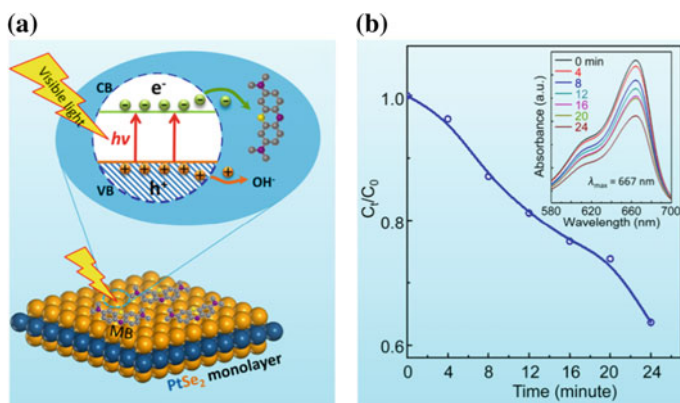 (a)
Visible light
CB
e⁻
hν
VB
h⁺
OH⁻
MB
PtSe₂ monolayer
(b)
Cₜ/C₀
1.0
0.8
0.6
0 4 8 12 16 20 24
Time (minute)
Absorbance (a.u.)
0 min
4
8
12
16
20
24
λmax = 667 nm
580 620 660 700
Wavelength (nm)